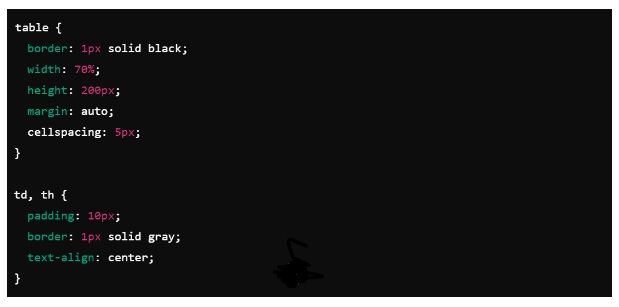 table {
border: 1px solid black;
width: 70%;
height: 200px;
margin: auto;
cellspacing: 5px;
}
td, th {
padding: 10px;
border: 1px solid gray;
text-align: center;
}